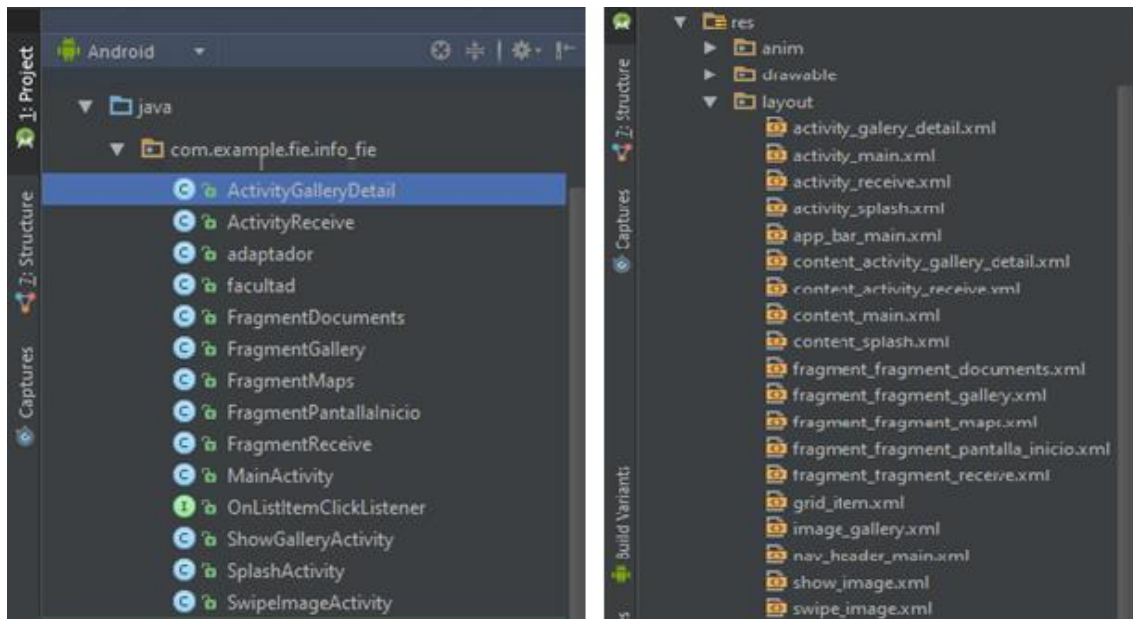 Android
1: Project
7: Structure
Captures
java
com.example.fie.info_fie
ActivityGalleryDetail
ActivityReceive
adaptador
facultad
FragmentDocuments
FragmentGallery
FragmentMaps
FragmentPantallaInicio
FragmentReceive
MainActivity
OnListItemClickListener
ShowGalleryActivity
SplashActivity
SwipeImageActivity
7: Structure
Captures
Build Variants
res
anim
drawable
layout
activity_galery_detail.xml
activity_main.xml
activity_receive.xml
activity_splash.xml
app_bar_main.xml
content_activity_gallery_detail.xml
content_activity_receive.xml
content_main.xml
content_splash.xml
fragment_fragment_documents.xml
fragment_fragment_gallery.xml
fragment_fragment_maps.xml
fragment_fragment_pantalla_inicio.xml
fragment_fragment_receive.xml
grid_item.xml
image_gallery.xml
nav_header_main.xml
show_image.xml
swipe_image.xml